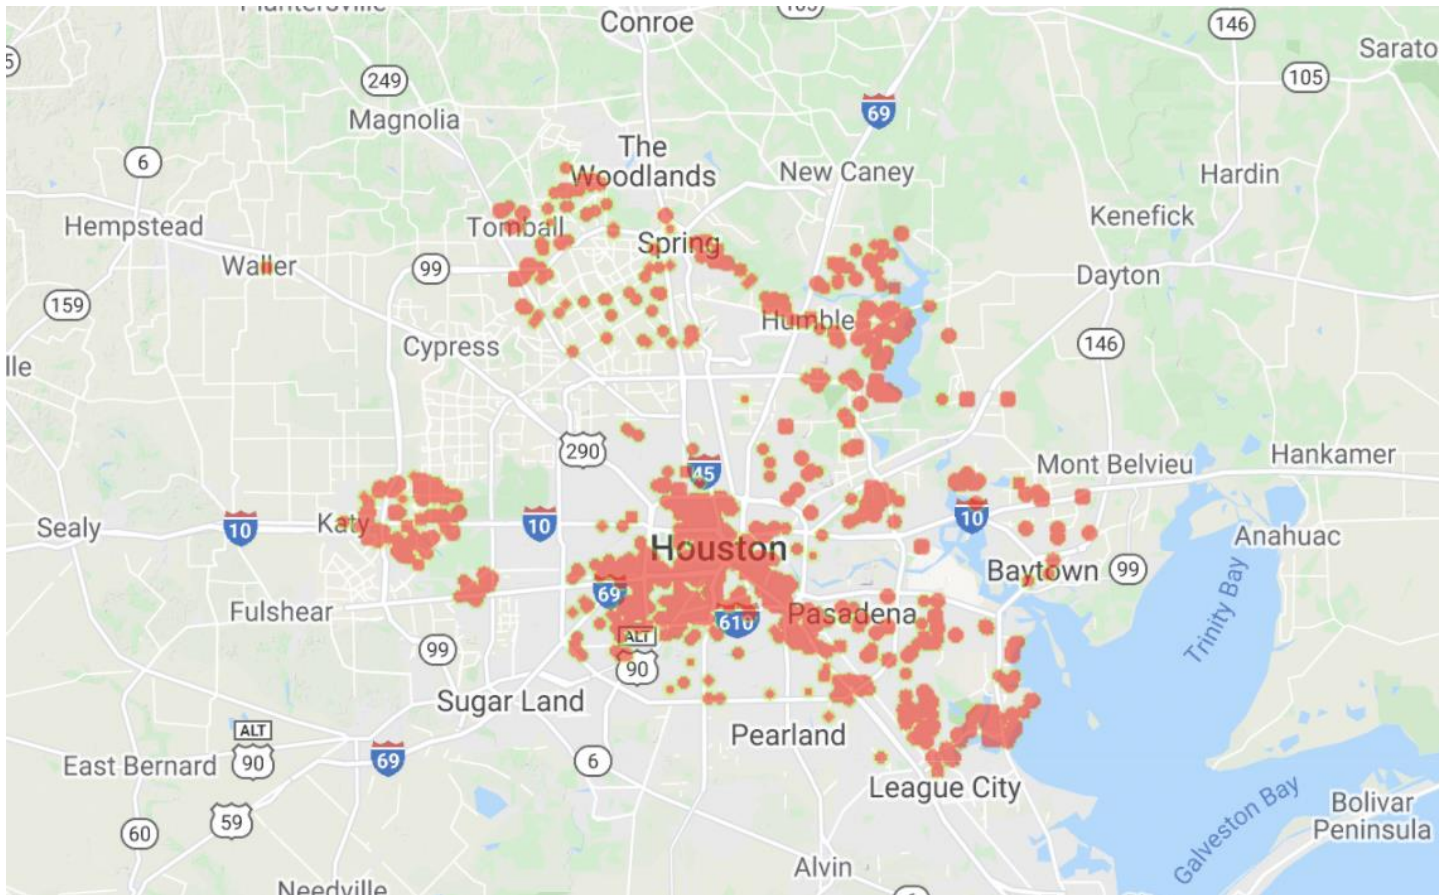 Plantersville
Conroe
105
146
Sarato
249
105
Magnolia
69
The
Woodlands
6
New Caney
Hardin
Hempstead
Tomball
Spring
Kenefick
Waller
99
Dayton
159
Humble
Cypress
146
lle
290
45
Mont Belvieu
Hankamer
Sealy
10
Katy
10
10
Anahuac
Houston
Baytown
99
69
Fulshear
610
Pasadena
Trinity Bay
ALT
90
99
Sugar Land
Pearland
ALT
90
East Bernard
69
6
League City
59
60
Galveston Bay
Bolivar
Peninsula
Alvin
Needville